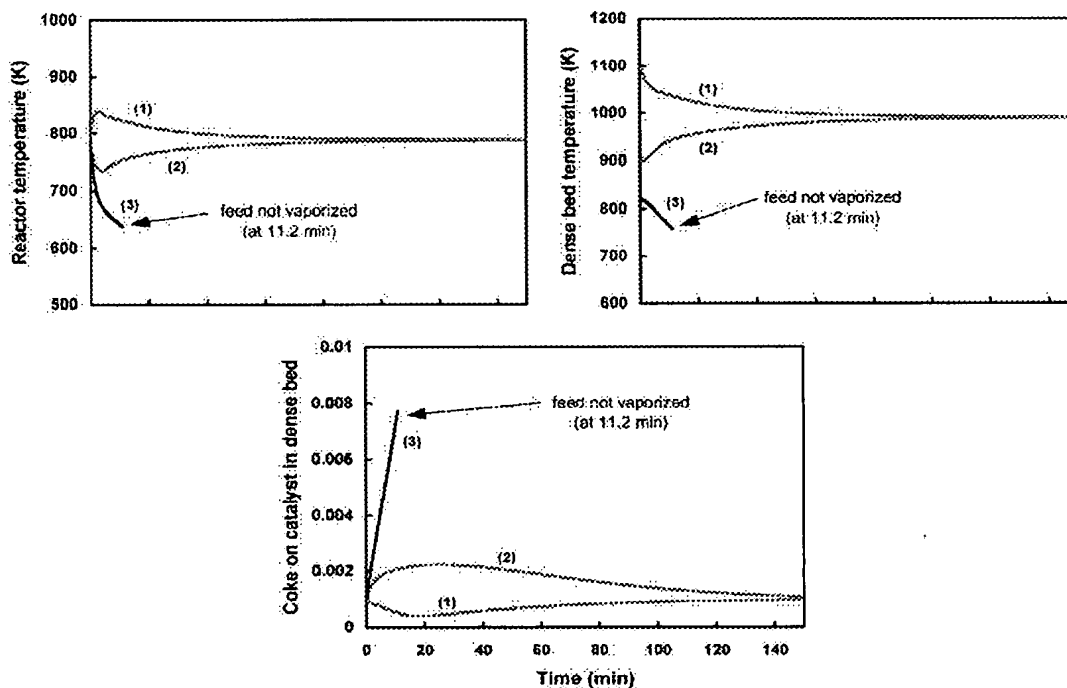 Reactor temperature (K)
1000
900
800
700
600
500
(1)
(2)
(3)
feed not vaporized
(at 11.2 min)
Dense bed temperature (K)
1200
1100
1000
900
800
700
600
(1)
(2)
(3)
feed not vaporized
(at 11.2 min)
Coke on catalyst in dense bed
0.01
0.008
0.006
0.004
0.002
0
(3)
feed not vaporized
(at 11.2 min)
(2)
(1)
0 20 40 60 80 100 120 140
Time (min)